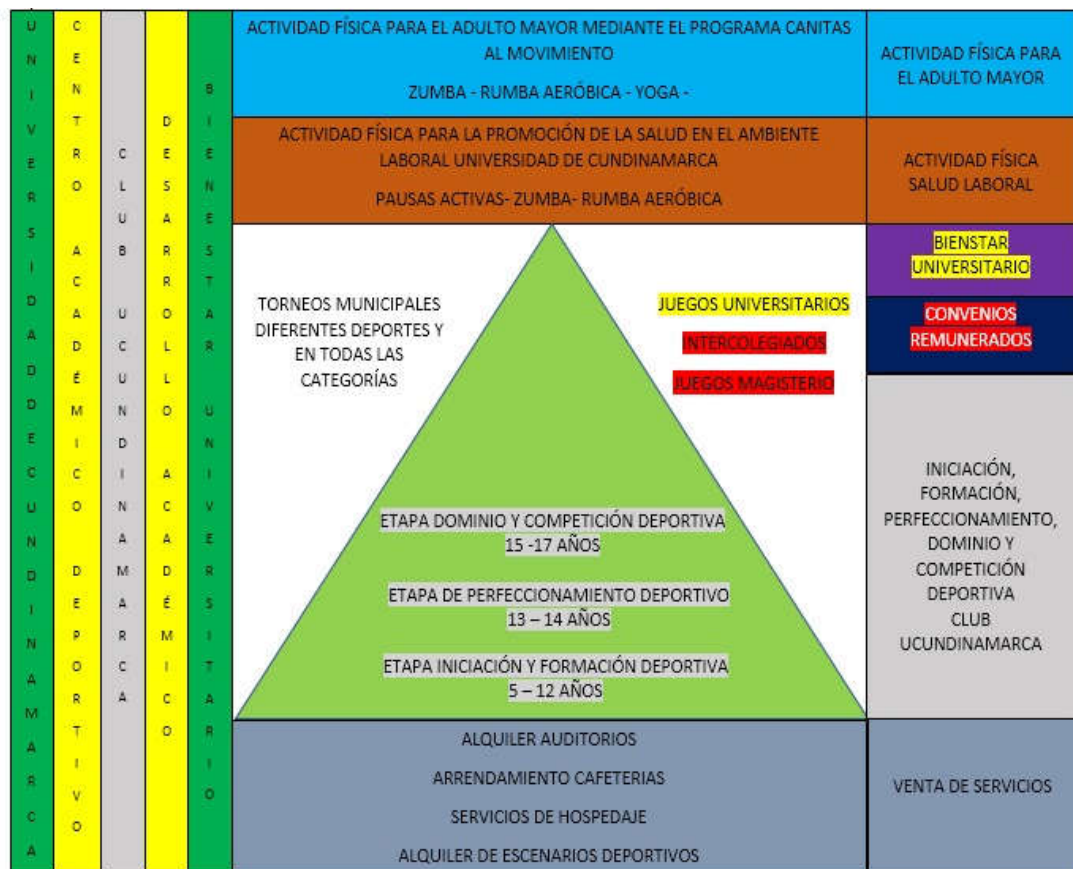 UNIVERSIDAD DE CUNDINAMARCA
CENTRO ACADÉMICO DEPORTIVO
CLUB UCUNDINAMARCA
DESARROLLO ACADÉMICO
BIENESTAR UNIVERSITARIO
ACTIVIDAD FÍSICA PARA EL ADULTO MAYOR MEDIANTE EL PROGRAMA CANITAS
AL MOVIMIENTO
ZUMBA - RUMBA AERÓBICA - YOGA -
ACTIVIDAD FÍSICA PARA
EL ADULTO MAYOR
ACTIVIDAD FÍSICA PARA LA PROMOCIÓN DE LA SALUD EN EL AMBIENTE
LABORAL UNIVERSIDAD DE CUNDINAMARCA
PAUSAS ACTIVAS- ZUMBA- RUMBA AERÓBICA
ACTIVIDAD FÍSICA
SALUD LABORAL
TORNEOS MUNICIPALES
DIFERENTES DEPORTES Y
EN TODAS LAS
CATEGORÍAS
JUEGOS UNIVERSITARIOS
INTERCOLEGIADOS
JUEGOS MAGISTERIO
BIENSTAR
UNIVERSITARIO
CONVENIOS
REMUNERADOS
ETAPA DOMINIO Y COMPETICIÓN DEPORTIVA
15 -17 AÑOS
ETAPA DE PERFECCIONAMIENTO DEPORTIVO
13 – 14 AÑOS
ETAPA INICIACIÓN Y FORMACIÓN DEPORTIVA
5 – 12 AÑOS
INICIACIÓN,
FORMACIÓN,
PERFECCIONAMIENTO,
DOMINIO Y
COMPETICIÓN
DEPORTIVA
CLUB
UCUNDINAMARCA
ALQUILER AUDITORIOS
ARRENDAMIENTO CAFETERIAS
SERVICIOS DE HOSPEDAJE
ALQUILER DE ESCENARIOS DEPORTIVOS
VENTA DE SERVICIOS